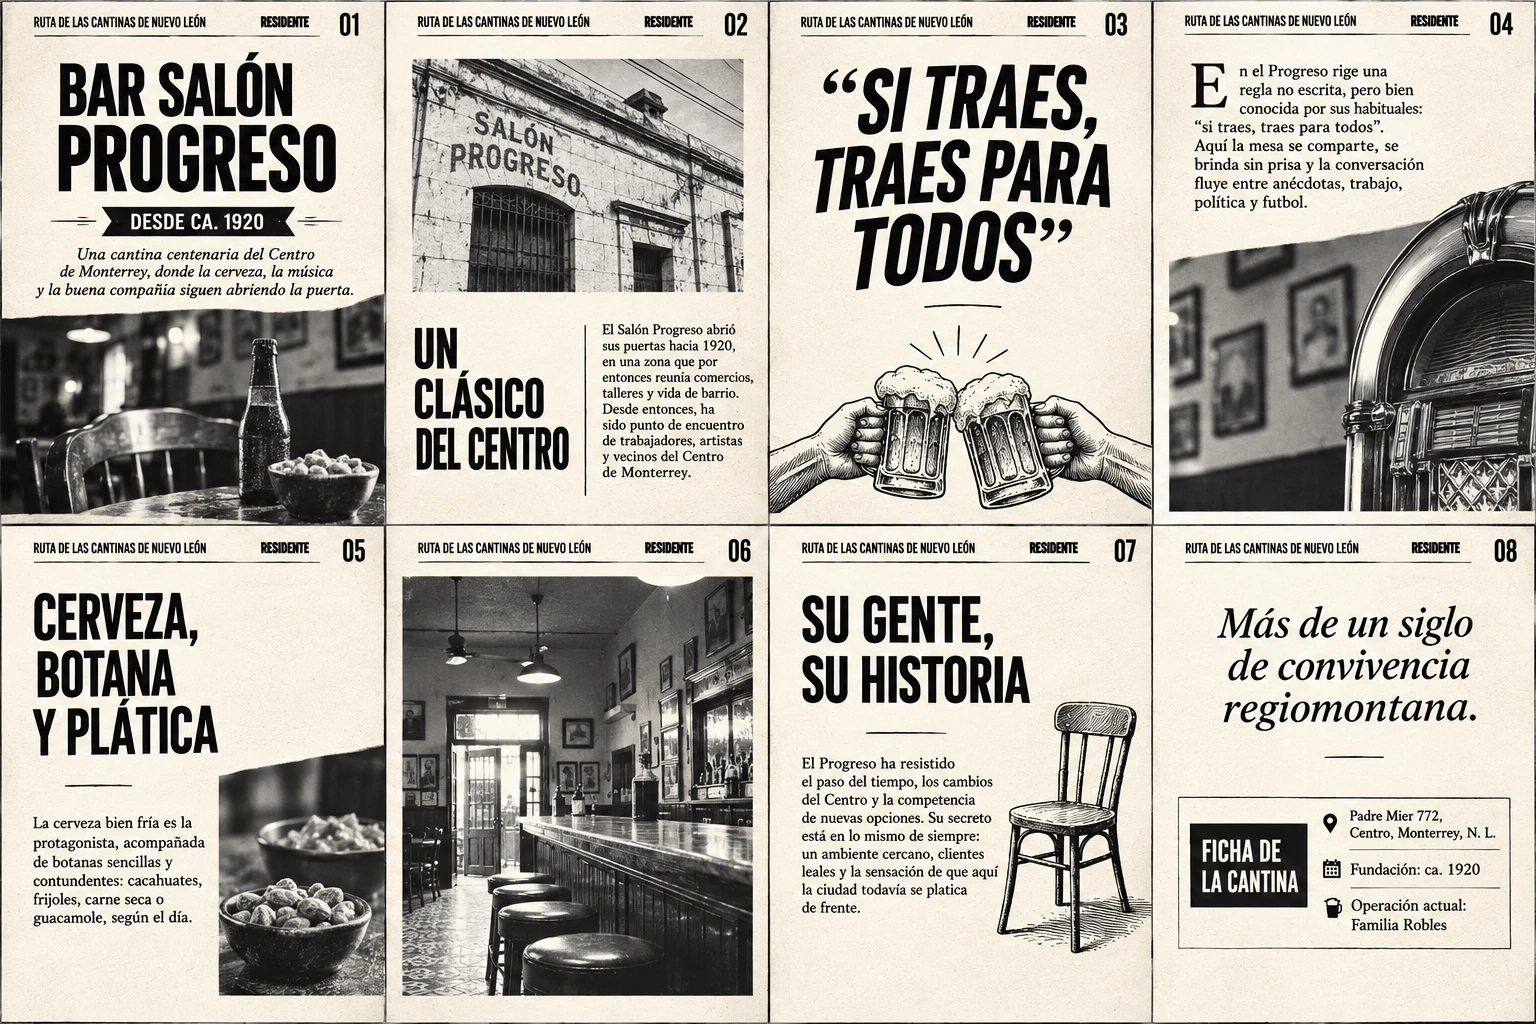 RUTA DE LAS CANTINAS DE NUEVO LEÓN RESIDENTE 01
BAR SALÓN
PROGRESO
DESDE CA. 1920
Una cantina centenaria del Centro
de Monterrey, donde la cerveza, la música
y la buena compañía siguen abriendo la puerta.
RUTA DE LAS CANTINAS DE NUEVO LEÓN RESIDENTE 02
SALÓN
PROGRESO
UN
CLÁSICO
DEL CENTRO
El Salón Progreso abrió
sus puertas hacia 1920,
en una zona que por
entonces reunía comercios,
talleres y vida de barrio.
Desde entonces, ha
sido punto de encuentro
de trabajadores, artistas
y vecinos del Centro
de Monterrey.
RUTA DE LAS CANTINAS DE NUEVO LEÓN RESIDENTE 03
“SI TRAES,
TRAES PARA
TODOS”
RUTA DE LAS CANTINAS DE NUEVO LEÓN RESIDENTE 04
En el Progreso rige una
regla no escrita, pero bien
conocida por sus habituales:
“si traes, traes para todos”.
Aquí la mesa se comparte, se
brinda sin prisa y la conversación
fluye entre anécdotas, trabajo,
política y futbol.
RUTA DE LAS CANTINAS DE NUEVO LEÓN RESIDENTE 05
CERVEZA,
BOTANA
Y PLÁTICA
La cerveza bien fría es la
protagonista, acompañada
de botanas sencillas y
contundentes: cacahuates,
frijoles, carne seca o
guacamole, según el día.
RUTA DE LAS CANTINAS DE NUEVO LEÓN RESIDENTE 06
RUTA DE LAS CANTINAS DE NUEVO LEÓN RESIDENTE 07
SU GENTE,
SU HISTORIA
El Progreso ha resistido
el paso del tiempo, los cambios
del Centro y la competencia
de nuevas opciones. Su secreto
está en lo mismo de siempre:
un ambiente cercano, clientes
leales y la sensación de que aquí
la ciudad todavía se platica
de frente.
RUTA DE LAS CANTINAS DE NUEVO LEÓN RESIDENTE 08
Más de un siglo
de convivencia
regiomontana.
FICHA DE
LA CANTINA
Padre Mier 772,
Centro, Monterrey, N. L.
Fundación: ca. 1920
Operación actual:
Familia Robles